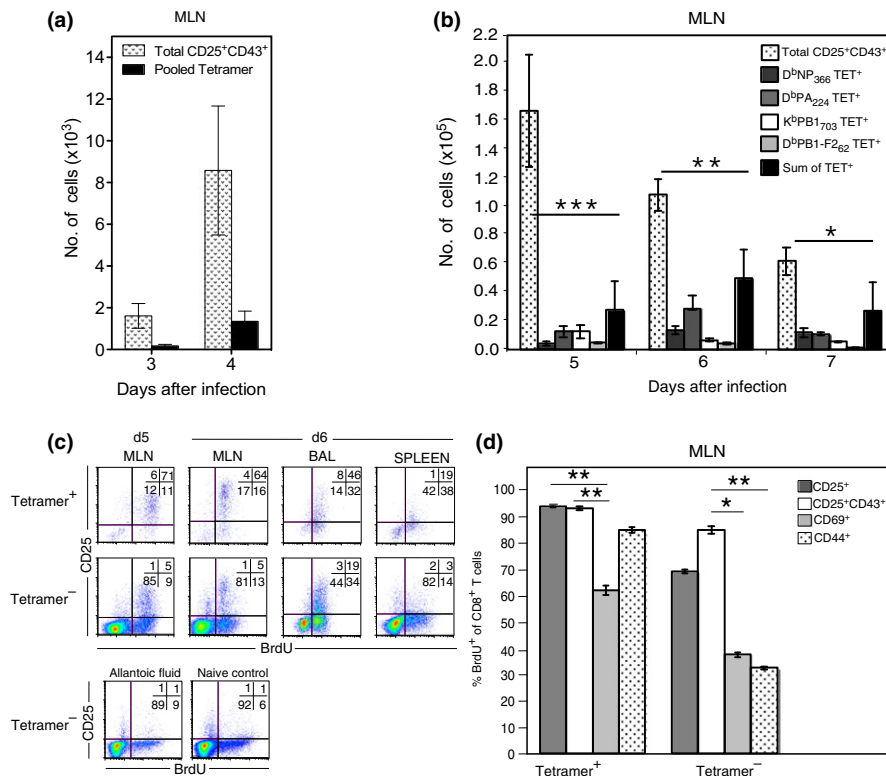 (a)
MLN
14
12
10
8
6
4
2
0
No. of cells (x10³)
Total CD25⁺CD43⁺
Pooled Tetramer
3 4
Days after infection
(b)
MLN
2.2
2.0
1.8
1.6
1.4
1.2
1.0
0.8
0.6
0.4
0.2
0.0
No. of cells (x10⁵)
Total CD25⁺CD43⁺
DᵇNP₃₆₆ TET⁺
DᵇPA₂₂₄ TET⁺
KᵇPB1₇₀₃ TET⁺
DᵇPB1-F2₆₂ TET⁺
Sum of TET⁺
***
**
*
5 6 7
Days after infection
(c)
d5 d6
MLN MLN BAL SPLEEN
Tetramer⁺
6 71
12 11
4 64
17 16
8 46
14 32
1 19
42 38
CD25
Tetramer⁻
1 5
85 9
1 5
81 13
3 19
44 34
2 3
82 14
BrdU
Allantoic fluid Naive control
Tetramer⁻
1 1
89 9
1 1
92 6
CD25
BrdU
(d)
MLN
100
90
80
70
60
50
40
30
20
10
0
% BrdU⁺ of CD8⁺ T cells
CD25⁺
CD25⁺CD43⁺
CD69⁺
CD44⁺
**
**
**
*
Tetramer⁺ Tetramer⁻